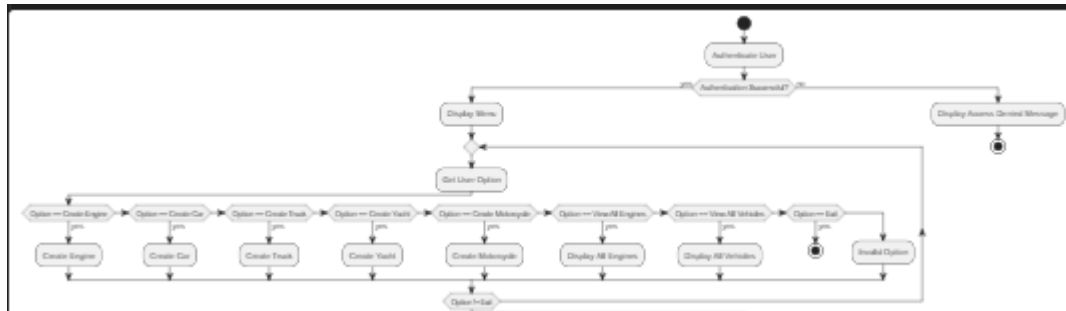 Authenticate User
yes Authentication Successful? no
Display Menu
Display Access Denied Message
Get User Option
Option == Create Engine
Option == Create Car
Option == Create Truck
Option == Create Yacht
Option == Create Motorcycle
Option == View All Engines
Option == View All Vehicles
Option == Exit
yes
yes
yes
yes
yes
yes
yes
yes
Create Engine
Create Car
Create Truck
Create Yacht
Create Motorcycle
Display All Engines
Display All Vehicles
Invalid Option
Option != Exit